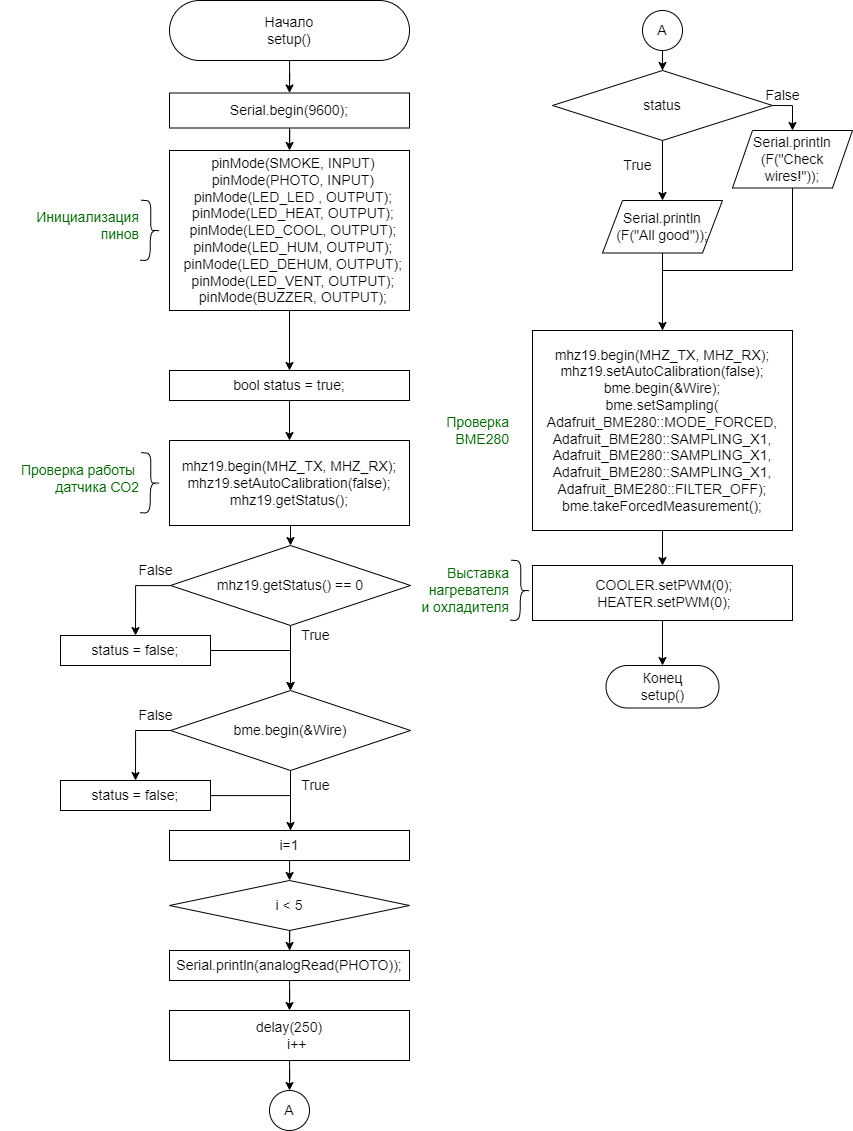 Начало
setup()
Serial.begin(9600);
Инициализация
пинов
pinMode(SMOKE, INPUT)
pinMode(PHOTO, INPUT)
pinMode(LED_LED , OUTPUT);
pinMode(LED_HEAT, OUTPUT);
pinMode(LED_COOL, OUTPUT);
pinMode(LED_HUM, OUTPUT);
pinMode(LED_DEHUM, OUTPUT);
pinMode(LED_VENT, OUTPUT);
pinMode(BUZZER, OUTPUT);
bool status = true;
Проверка работы
датчика CO2
mhz19.begin(MHZ_TX, MHZ_RX);
mhz19.setAutoCalibration(false);
mhz19.getStatus();
mhz19.getStatus() == 0
False
status = false;
True
bme.begin(&Wire)
False
status = false;
True
i=1
i < 5
Serial.println(analogRead(PHOTO));
delay(250)
i++
A
A
status
False
Serial.println
(F("Check
wires!"));
True
Serial.println
(F("All good"));
Проверка
BME280
mhz19.begin(MHZ_TX, MHZ_RX);
mhz19.setAutoCalibration(false);
bme.begin(&Wire);
bme.setSampling(
Adafruit_BME280::MODE_FORCED,
Adafruit_BME280::SAMPLING_X1,
Adafruit_BME280::SAMPLING_X1,
Adafruit_BME280::SAMPLING_X1,
Adafruit_BME280::FILTER_OFF);
bme.takeForcedMeasurement();
Выставка
нагревателя
и охладителя
COOLER.setPWM(0);
HEATER.setPWM(0);
Конец
setup()